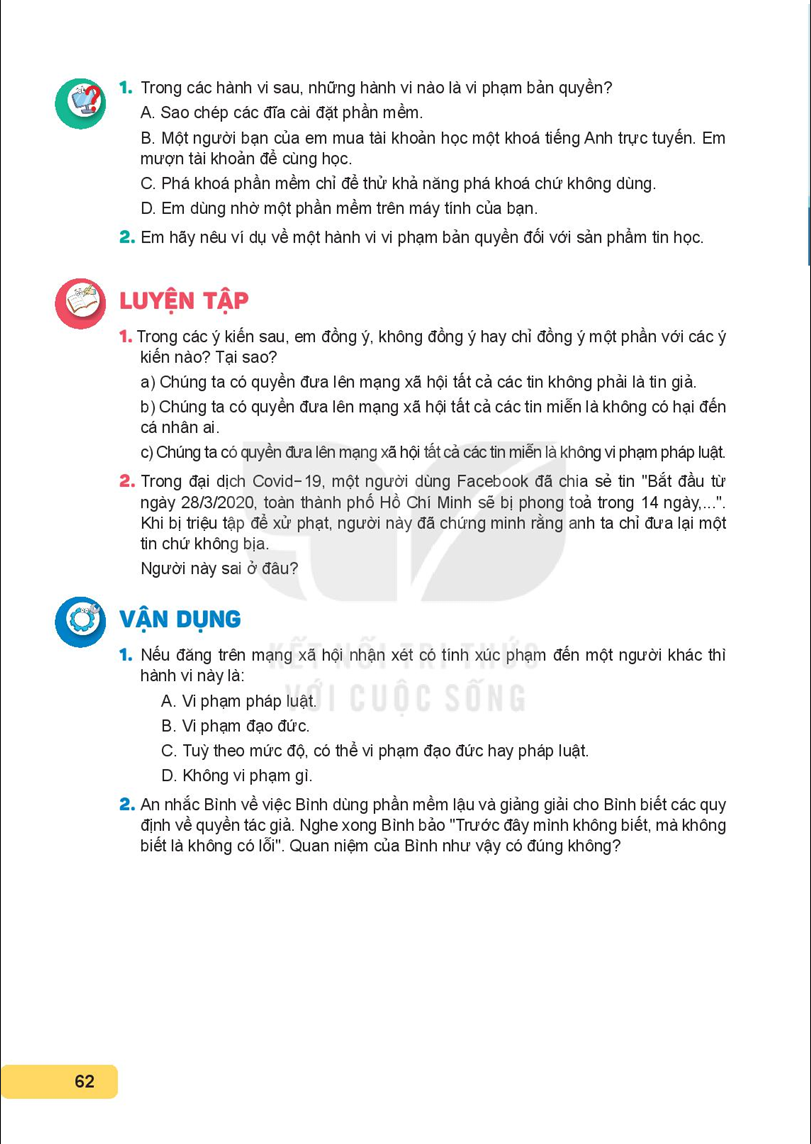 1. Trong các hành vi sau, những hành vi nào là vi phạm bản quyền?
A. Sao chép các đĩa cài đặt phần mềm.
B. Một người bạn của em mua tài khoản học một khoá tiếng Anh trực tuyến. Em
mượn tài khoản để cùng học.
C. Phá khoá phần mềm chỉ để thử khả năng phá khoá chứ không dùng.
D. Em dùng nhờ một phần mềm trên máy tính của bạn.
2. Em hãy nêu ví dụ về một hành vi vi phạm bản quyền đối với sản phẩm tin học.
LUYỆN TẬP
1. Trong các ý kiến sau, em đồng ý, không đồng ý hay chỉ đồng ý một phần với các ý
kiến nào? Tại sao?
a) Chúng ta có quyền đưa lên mạng xã hội tất cả các tin không phải là tin giả.
b) Chúng ta có quyền đưa lên mạng xã hội tất cả các tin miễn là không có hại đến
cá nhân ai.
c) Chúng ta có quyền đưa lên mạng xã hội tất cả các tin miễn là không vi phạm pháp luật.
2. Trong đại dịch Covid-19, một người dùng Facebook đã chia sẻ tin "Bắt đầu từ
ngày 28/3/2020, toàn thành phố Hồ Chí Minh sẽ bị phong toả trong 14 ngày,...".
Khi bị triệu tập để xử phạt, người này đã chứng minh rằng anh ta chỉ đưa lại một
tin chứ không bịa.
Người này sai ở đâu?
VẬN DỤNG
1. Nếu đăng trên mạng xã hội nhận xét có tính xúc phạm đến một người khác thì
hành vi này là:
KẾT NỐI TRI THỨC
VỚI CUỘC SỐNG
A. Vi phạm pháp luật.
B. Vi phạm đạo đức.
C. Tuỳ theo mức độ, có thể vi phạm đạo đức hay pháp luật.
D. Không vi phạm gì.
2. An nhắc Bình về việc Bình dùng phần mềm lậu và giảng giải cho Bình biết các quy
định về quyền tác giả. Nghe xong Bình bảo "Trước đây mình không biết, mà không
biết là không có lỗi". Quan niệm của Bình như vậy có đúng không?
62